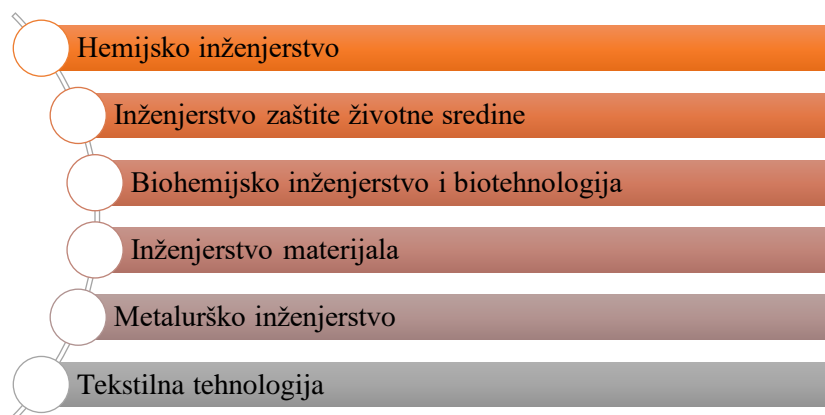 Hemijsko inženjerstvo
Inženjerstvo zaštite životne sredine
Biohemijsko inženjerstvo i biotehnologija
Inženjerstvo materijala
Metalurško inženjerstvo
Tekstilna tehnologija